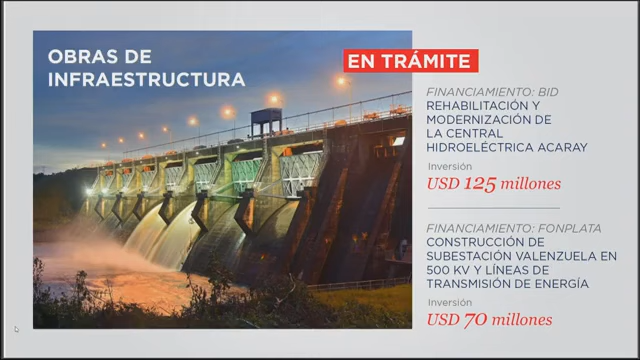 OBRAS DE
INFRAESTRUCTURA
EN TRÁMITE
FINANCIAMIENTO: BID
REHABILITACIÓN Y
MODERNIZACIÓN DE
LA CENTRAL
HIDROELÉCTRICA ACARAY
Inversión
USD 125 millones
FINANCIAMIENTO: FONPLATA
CONSTRUCCIÓN DE
SUBESTACIÓN VALENZUELA EN
500 KV Y LÍNEAS DE
TRANSMISIÓN DE ENERGÍA
Inversión
USD 70 millones